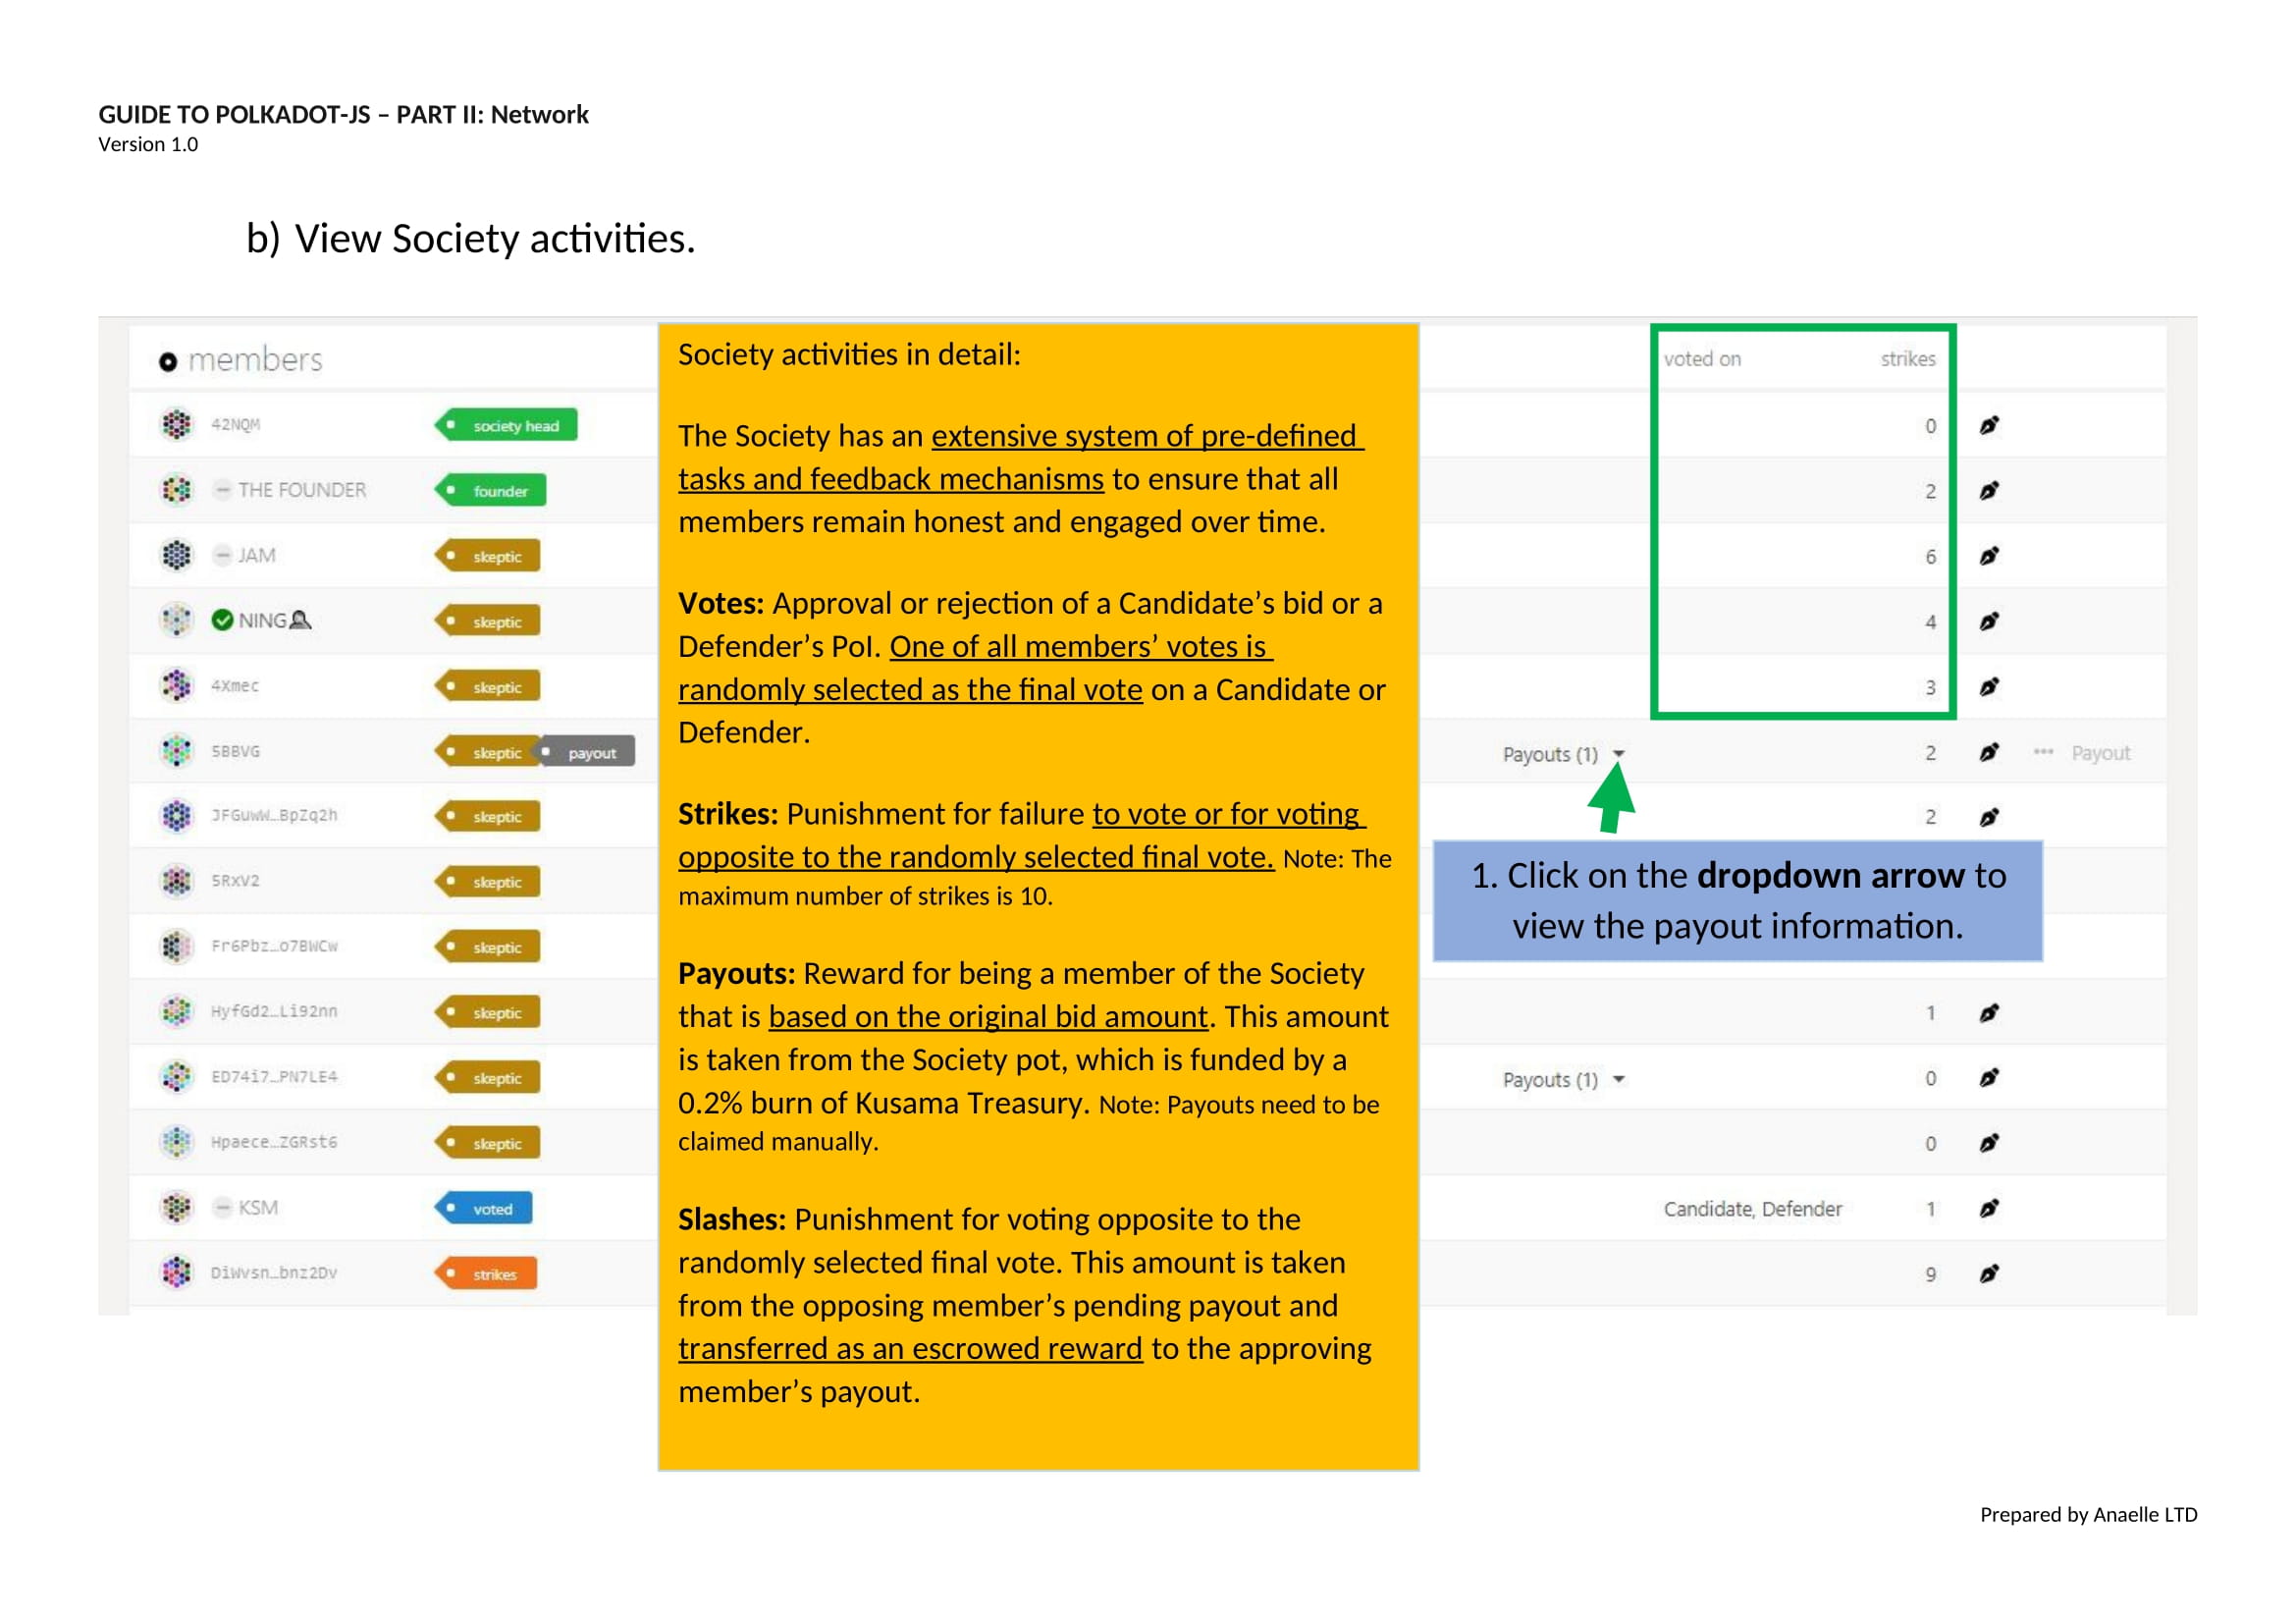 GUIDE TO POLKADOT-JS – PART II: Network
Version 1.0
b) View Society activities.
members
voted on strikes
42NQM society head 0
THE FOUNDER founder 2
JAM skeptic 6
NING skeptic 4
4Xmec skeptic 3
5BBVG skeptic payout Payouts (1) 2 Payout
JFGuwW…BpZq2h skeptic 2
5RxV2 skeptic
Fr6Pbz…o7BWCw skeptic
HyfGd2…Li92nn skeptic 1
ED74i7…PN7LE4 skeptic Payouts (1) 0
Hpaece…ZGRst6 skeptic 0
KSM voted Candidate, Defender 1
DiWvsn…bnz2Dv strikes 9
Society activities in detail:
The Society has an extensive system of pre-defined
tasks and feedback mechanisms to ensure that all
members remain honest and engaged over time.
Votes: Approval or rejection of a Candidate’s bid or a
Defender’s PoI. One of all members’ votes is
randomly selected as the final vote on a Candidate or
Defender.
Strikes: Punishment for failure to vote or for voting
opposite to the randomly selected final vote. Note: The
maximum number of strikes is 10.
Payouts: Reward for being a member of the Society
that is based on the original bid amount. This amount
is taken from the Society pot, which is funded by a
0.2% burn of Kusama Treasury. Note: Payouts need to be
claimed manually.
Slashes: Punishment for voting opposite to the
randomly selected final vote. This amount is taken
from the opposing member’s pending payout and
transferred as an escrowed reward to the approving
member’s payout.
1. Click on the dropdown arrow to
view the payout information.
Prepared by Anaelle LTD